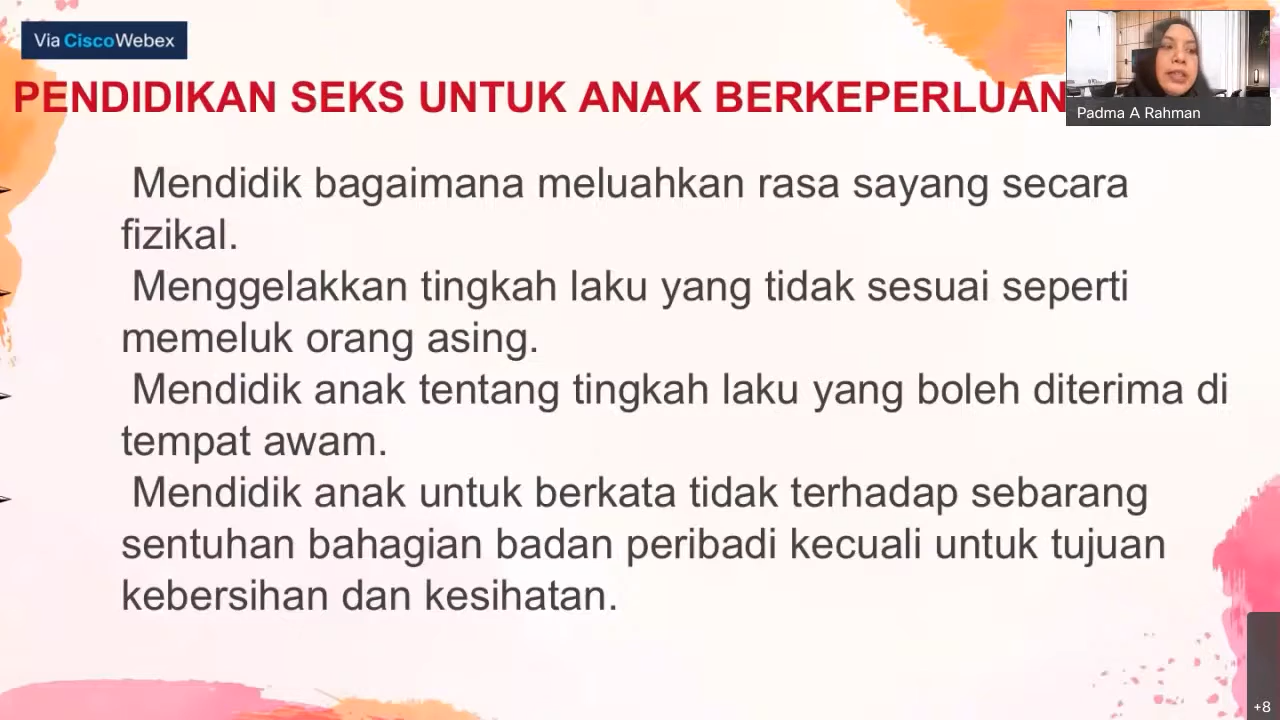 Via Cisco Webex
PENDIDIKAN SEKS UNTUK ANAK BERKEPERLUAN
Padma A Rahman
Mendidik bagaimana meluahkan rasa sayang secara
fizikal.
Menggelakkan tingkah laku yang tidak sesuai seperti
memeluk orang asing.
Mendidik anak tentang tingkah laku yang boleh diterima di
tempat awam.
Mendidik anak untuk berkata tidak terhadap sebarang
sentuhan bahagian badan peribadi kecuali untuk tujuan
kebersihan dan kesihatan.
+8